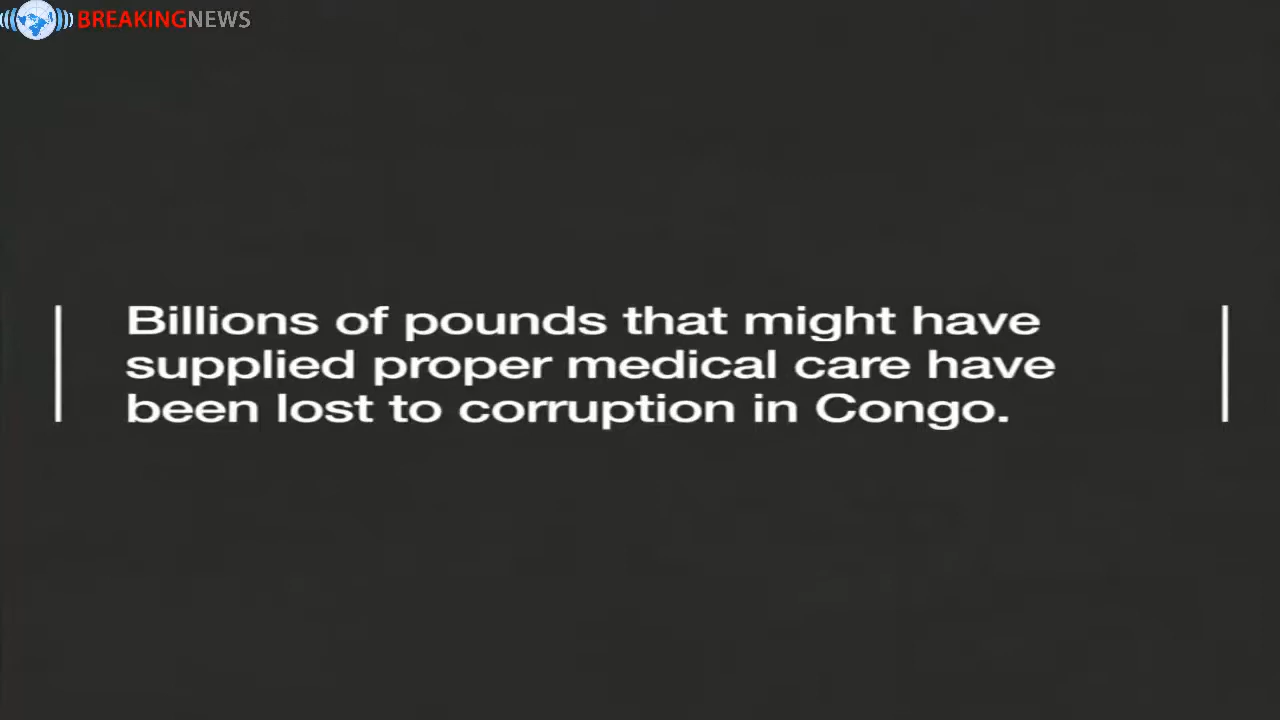 BREAKINGNEWS
Billions of pounds that might have
supplied proper medical care have
been lost to corruption in Congo.